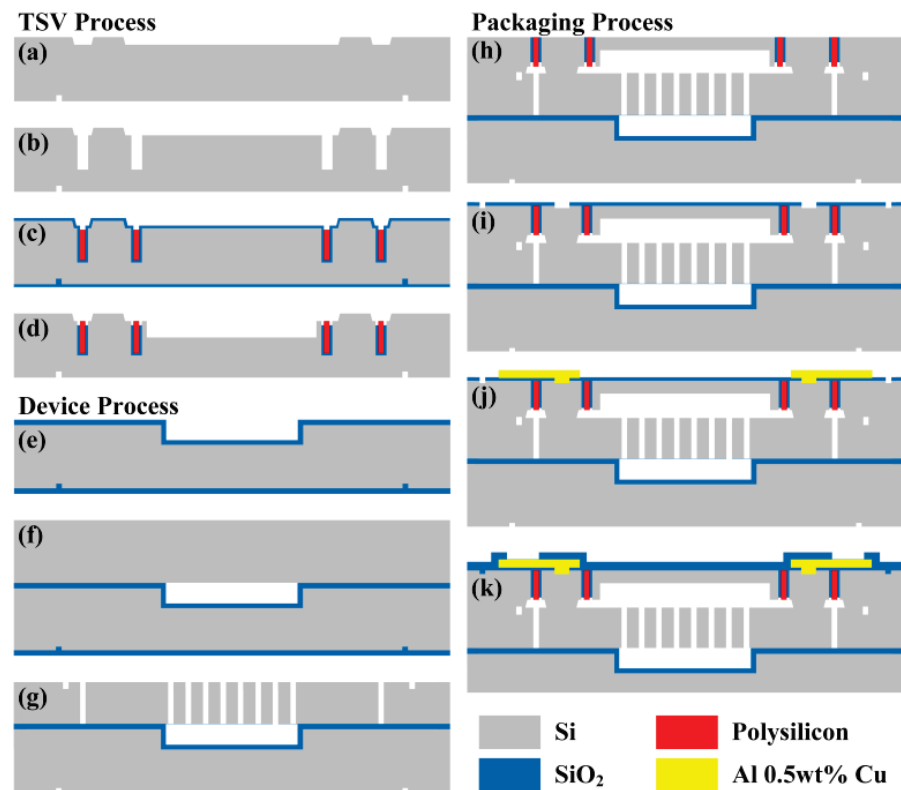 TSV Process
(a)
(b)
(c)
(d)
Device Process
(e)
(f)
(g)
Packaging Process
(h)
(i)
(j)
(k)
Si
Polysilicon
SiO₂
Al 0.5wt% Cu